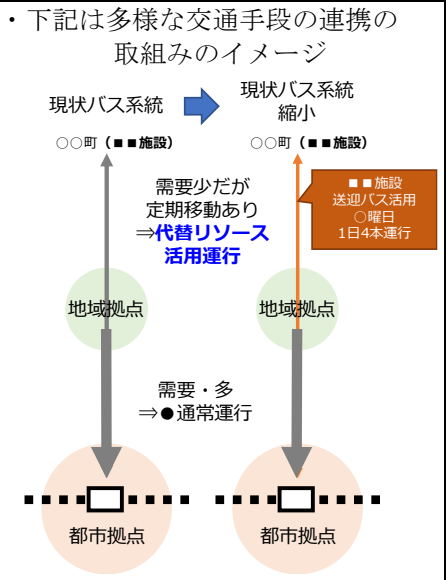 ・下記は多様な交通手段の連携の
取組みのイメージ
現状バス系統
現状バス系統
縮小
○○町（■■施設）
○○町（■■施設）
■■施設
送迎バス活用
○曜日
1日4本運行
需要少だが
定期移動あり
⇒代替リソース
活用運行
地域拠点
地域拠点
需要・多
⇒●通常運行
都市拠点
都市拠点